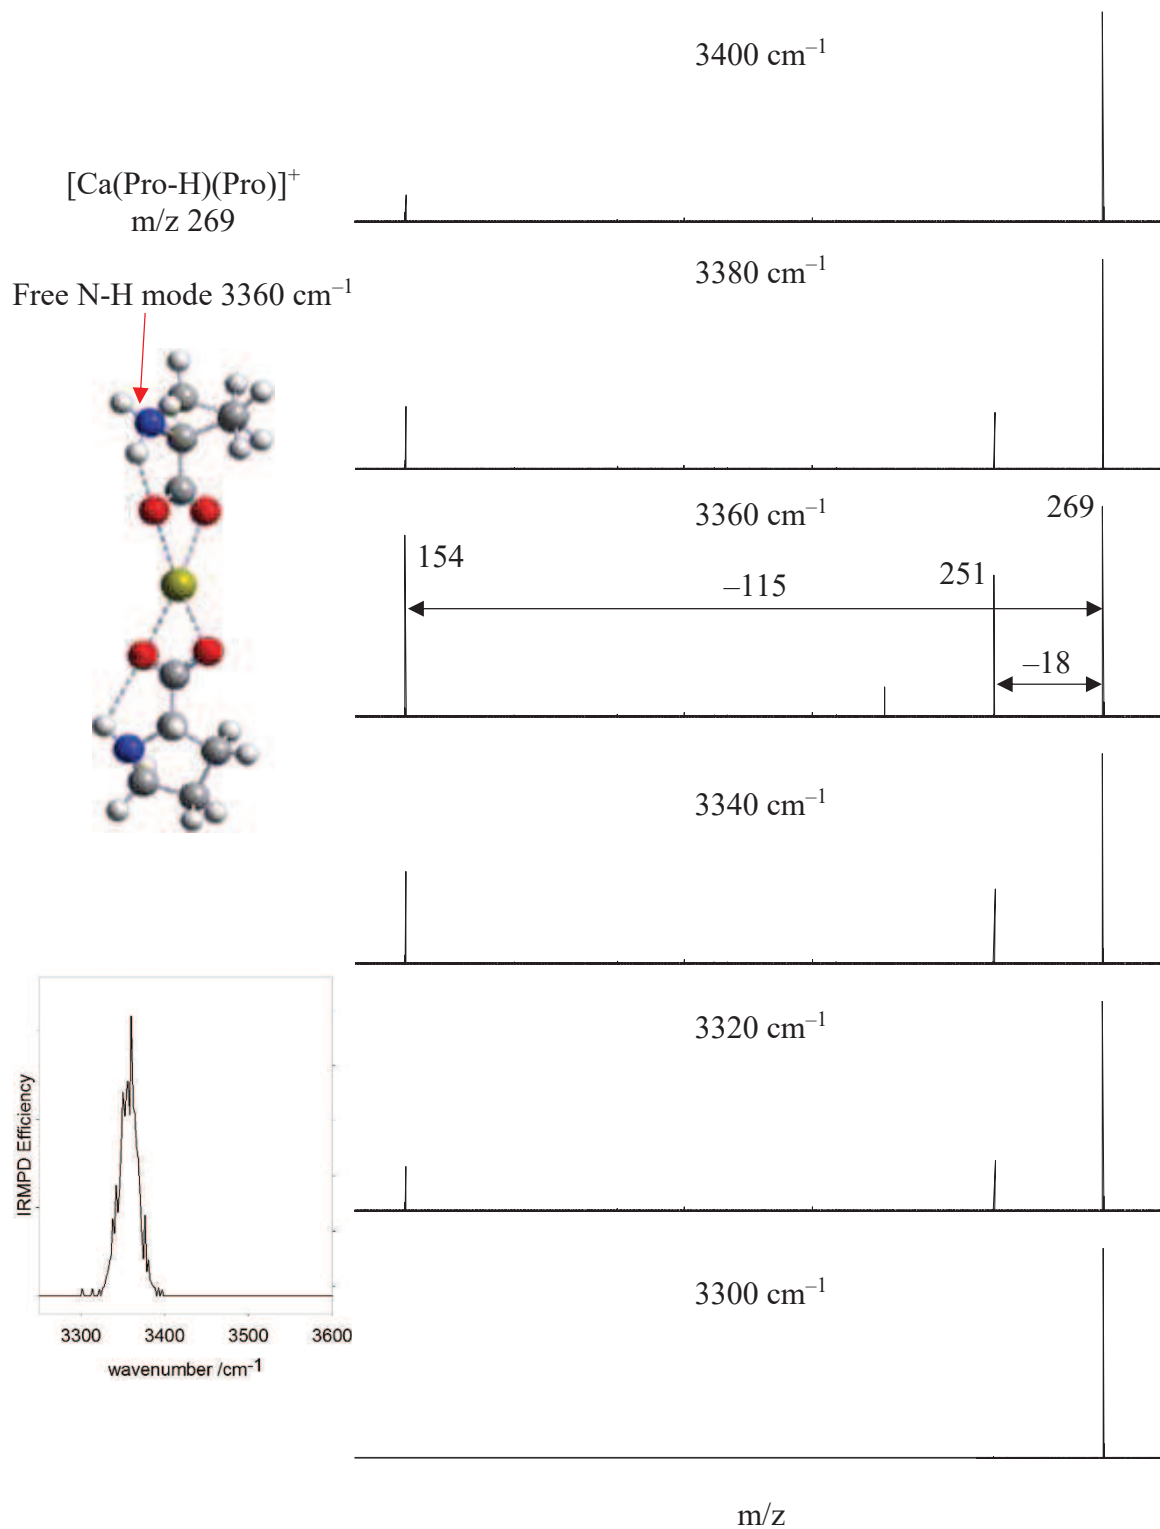 3400 cm⁻¹
[Ca(Pro-H)(Pro)]⁺
m/z 269
3380 cm⁻¹
Free N-H mode 3360 cm⁻¹
3360 cm⁻¹
269
154
251
–115
–18
3340 cm⁻¹
3320 cm⁻¹
IRMPD Efficiency
3300 cm⁻¹
3300 3400 3500 3600
wavenumber /cm⁻¹
m/z